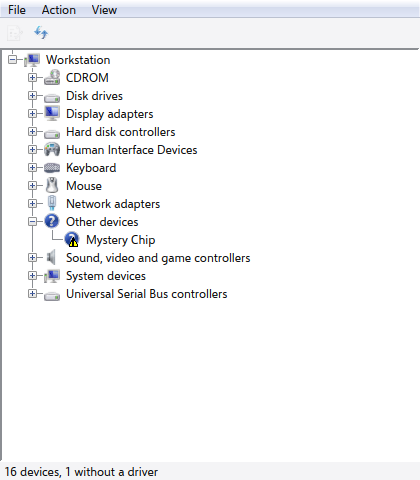 File Action View
Workstation
CDROM
Disk drives
Display adapters
Hard disk controllers
Human Interface Devices
Keyboard
Mouse
Network adapters
Other devices
Mystery Chip
Sound, video and game controllers
System devices
Universal Serial Bus controllers
16 devices, 1 without a driver